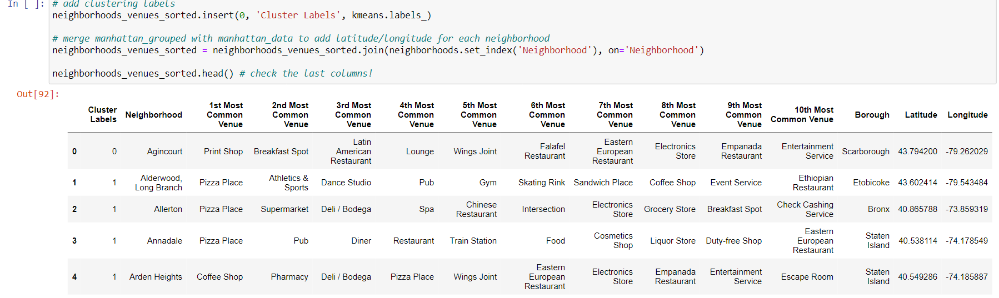 In [ ]: # add clustering labels
neighborhoods_venues_sorted.insert(0, 'Cluster Labels', kmeans.labels_)
# merge manhattan_grouped with manhattan_data to add latitude/longitude for each neighborhood
neighborhoods_venues_sorted = neighborhoods_venues_sorted.join(neighborhoods.set_index('Neighborhood'), on='Neighborhood')
neighborhoods_venues_sorted.head() # check the last columns!
Out[92]:
Cluster Labels Neighborhood 1st Most Common Venue 2nd Most Common Venue 3rd Most Common Venue 4th Most Common Venue 5th Most Common Venue 6th Most Common Venue 7th Most Common Venue 8th Most Common Venue 9th Most Common Venue 10th Most Common Venue Borough Latitude Longitude
0 0 Agincourt Print Shop Breakfast Spot Latin American Restaurant Lounge Wings Joint Falafel Restaurant Eastern European Restaurant Electronics Store Empanada Restaurant Entertainment Service Scarborough 43.794200 -79.262029
1 1 Alderwood, Long Branch Pizza Place Athletics & Sports Dance Studio Pub Gym Skating Rink Sandwich Place Coffee Shop Event Service Ethiopian Restaurant Etobicoke 43.602414 -79.543484
2 1 Allerton Pizza Place Supermarket Deli / Bodega Spa Chinese Restaurant Intersection Electronics Store Grocery Store Breakfast Spot Check Cashing Service Bronx 40.865788 -73.859319
3 1 Annadale Pizza Place Pub Diner Restaurant Train Station Food Cosmetics Shop Liquor Store Duty-free Shop Eastern European Restaurant Staten Island 40.538114 -74.178549
4 1 Arden Heights Coffee Shop Pharmacy Deli / Bodega Pizza Place Wings Joint Eastern European Restaurant Electronics Store Empanada Restaurant Entertainment Service Escape Room Staten Island 40.549286 -74.185887